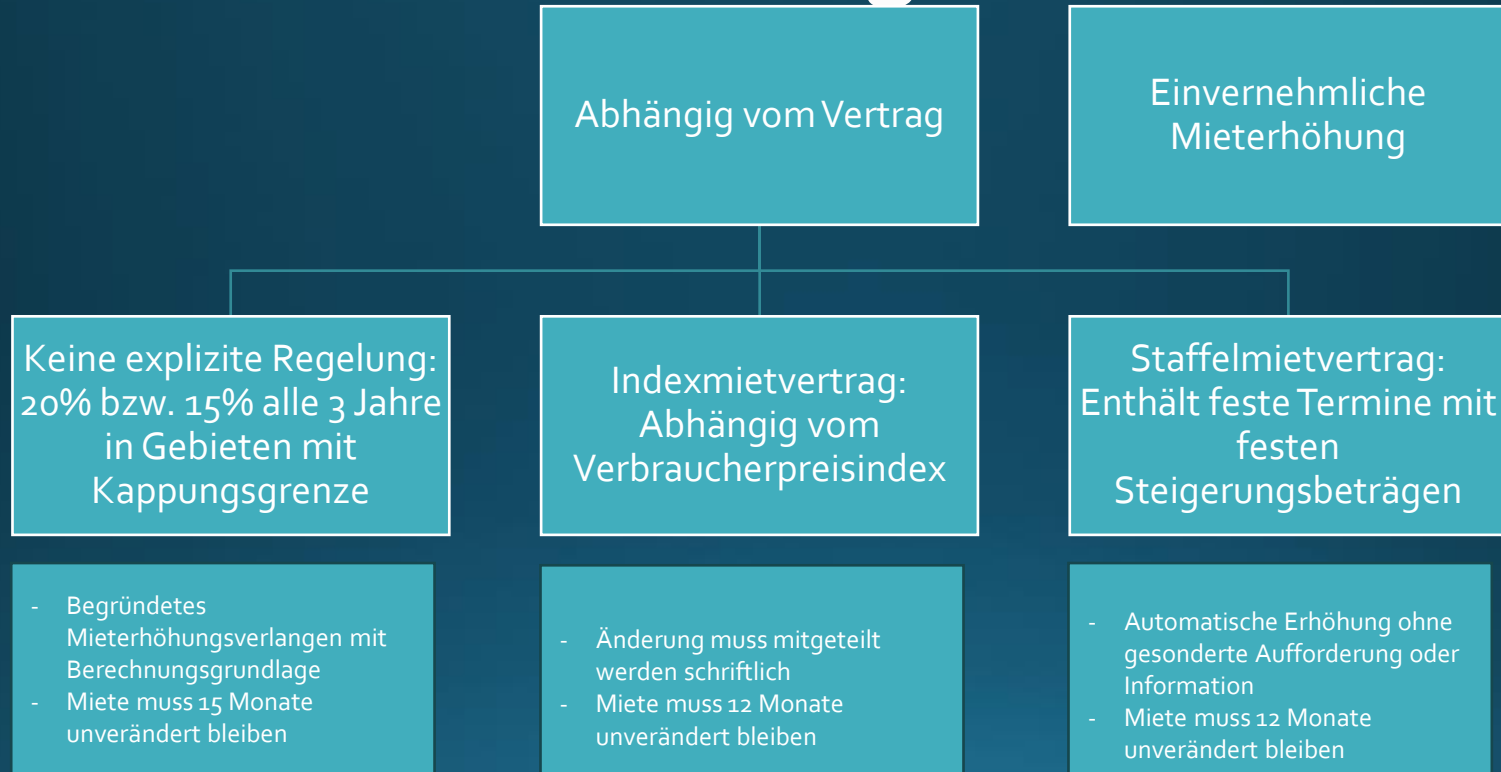 Abhängig vom Vertrag
Einvernehmliche
Mieterhöhung
Keine explizite Regelung:
20% bzw. 15% alle 3 Jahre
in Gebieten mit
Kappungsgrenze
Indexmietvertrag:
Abhängig vom
Verbraucherpreisindex
Staffelmietvertrag:
Enthält feste Termine mit
festen
Steigerungsbeträgen
- Begründetes
Mieterhöhungsverlangen mit
Berechnungsgrundlage
- Miete muss 15 Monate
unverändert bleiben
- Änderung muss mitgeteilt
werden schriftlich
- Miete muss 12 Monate
unverändert bleiben
- Automatische Erhöhung ohne
gesonderte Aufforderung oder
Information
- Miete muss 12 Monate
unverändert bleiben